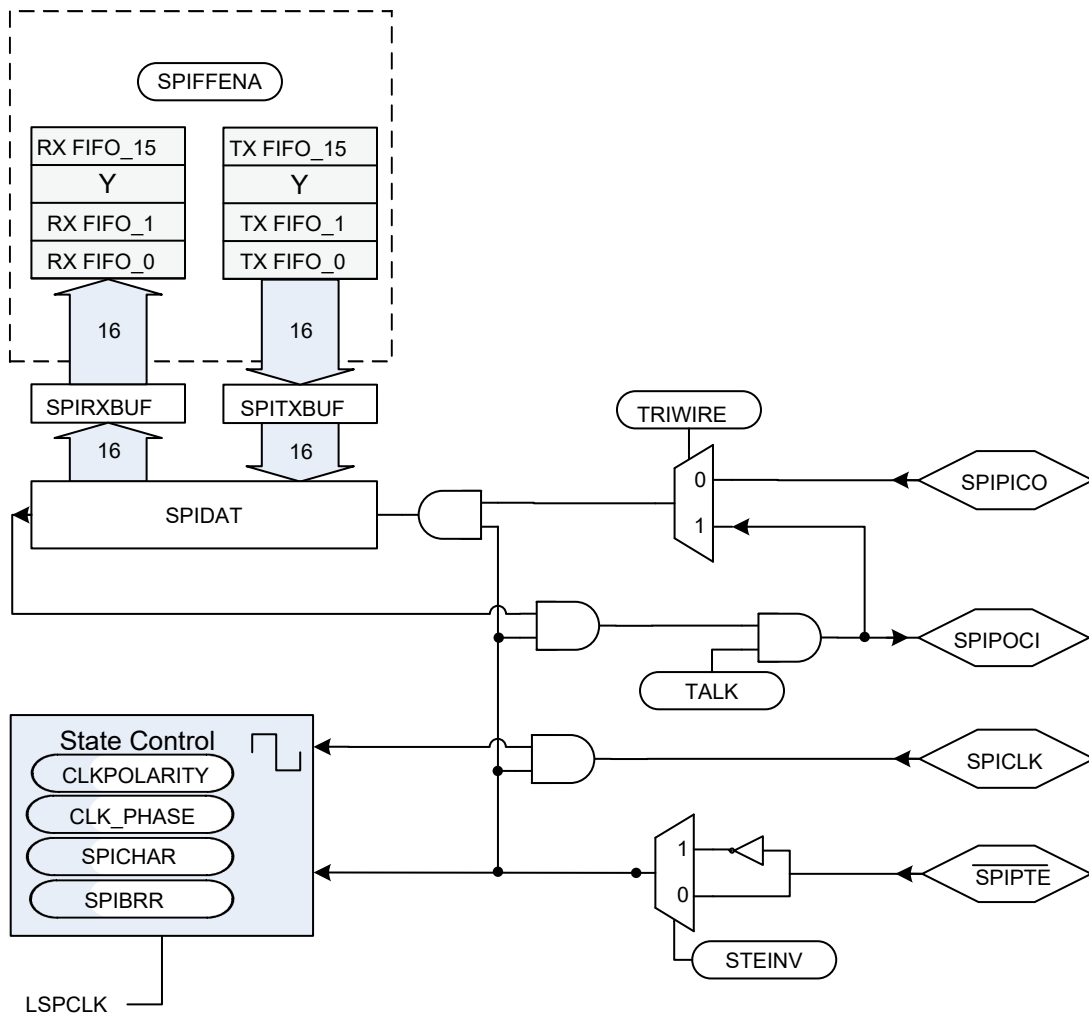 SPIFFENA
RX FIFO_15
TX FIFO_15
Y
Y
RX FIFO_1
TX FIFO_1
RX FIFO_0
TX FIFO_0
16
16
SPIRXBUF
SPITXBUF
16
16
TRIWIRE
0
SPIPICO
SPIDAT
1
SPIPOCI
TALK
State Control
CLKPOLARITY
SPICLK
CLK_PHASE
SPICHAR
1
SPIPTE
0
SPIBRR
STEINV
LSPCLK